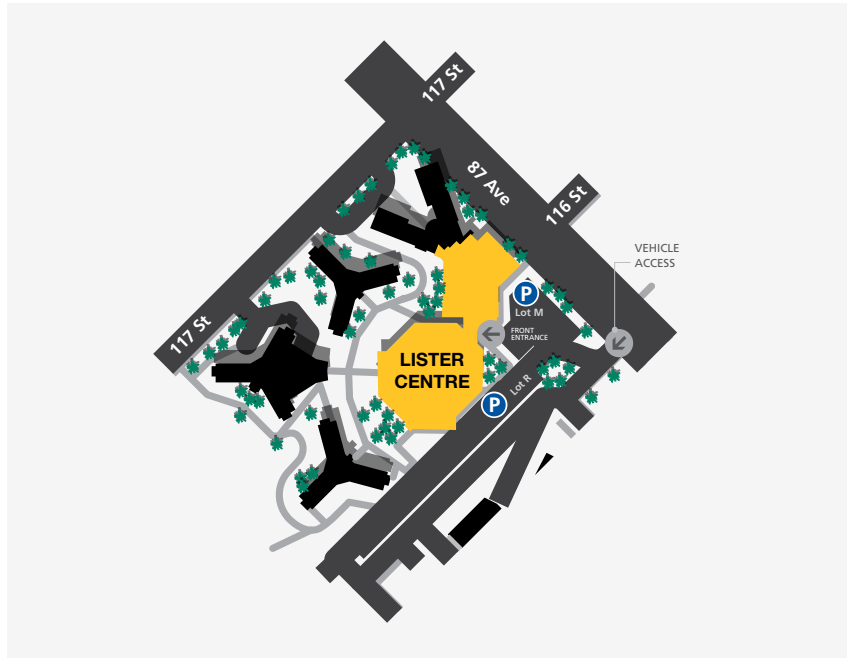 117 St
87 Ave
116 St
VEHICLE
ACCESS
P
Lot M
FRONT
ENTRANCE
117 St
LISTER
CENTRE
Lot R
P